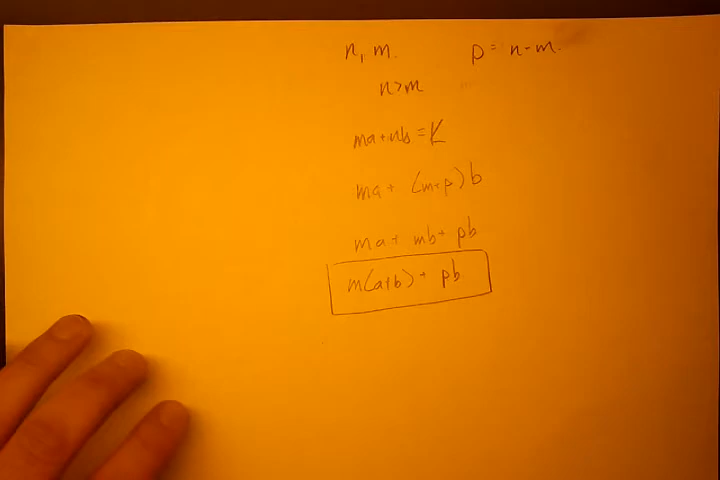 n, m. p = n - m.
n>m
ma+nb = K
ma + (m+p)b
ma + mb + pb
m(a+b) + pb